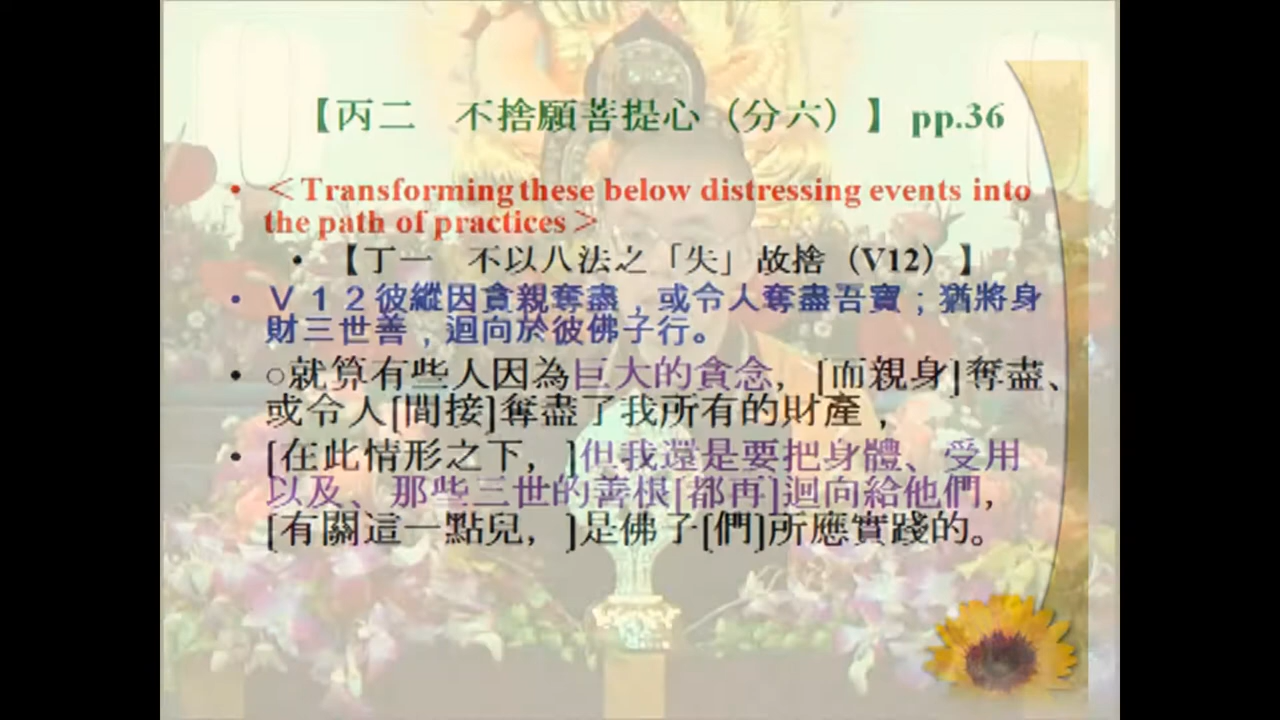 【丙二　不捨願菩提心（分六）】 pp.36
• ＜Transforming these below distressing events into
the path of practices＞
• 【丁一　不以八法之「失」故捨（V12）】
• Ｖ１２彼縱因貪親奪盡，或令人奪盡吾寶；猶將身
財三世善，迴向於彼佛子行。
• ○就算有些人因為巨大的貪念，[而親身]奪盡、
或令人[間接]奪盡了我所有的財產，
• [在此情形之下，]但我還是要把身體、受用
以及、那些三世的善根[都再]迴向給他們，
[有關這一點兒，]是佛子[們]所應實踐的。